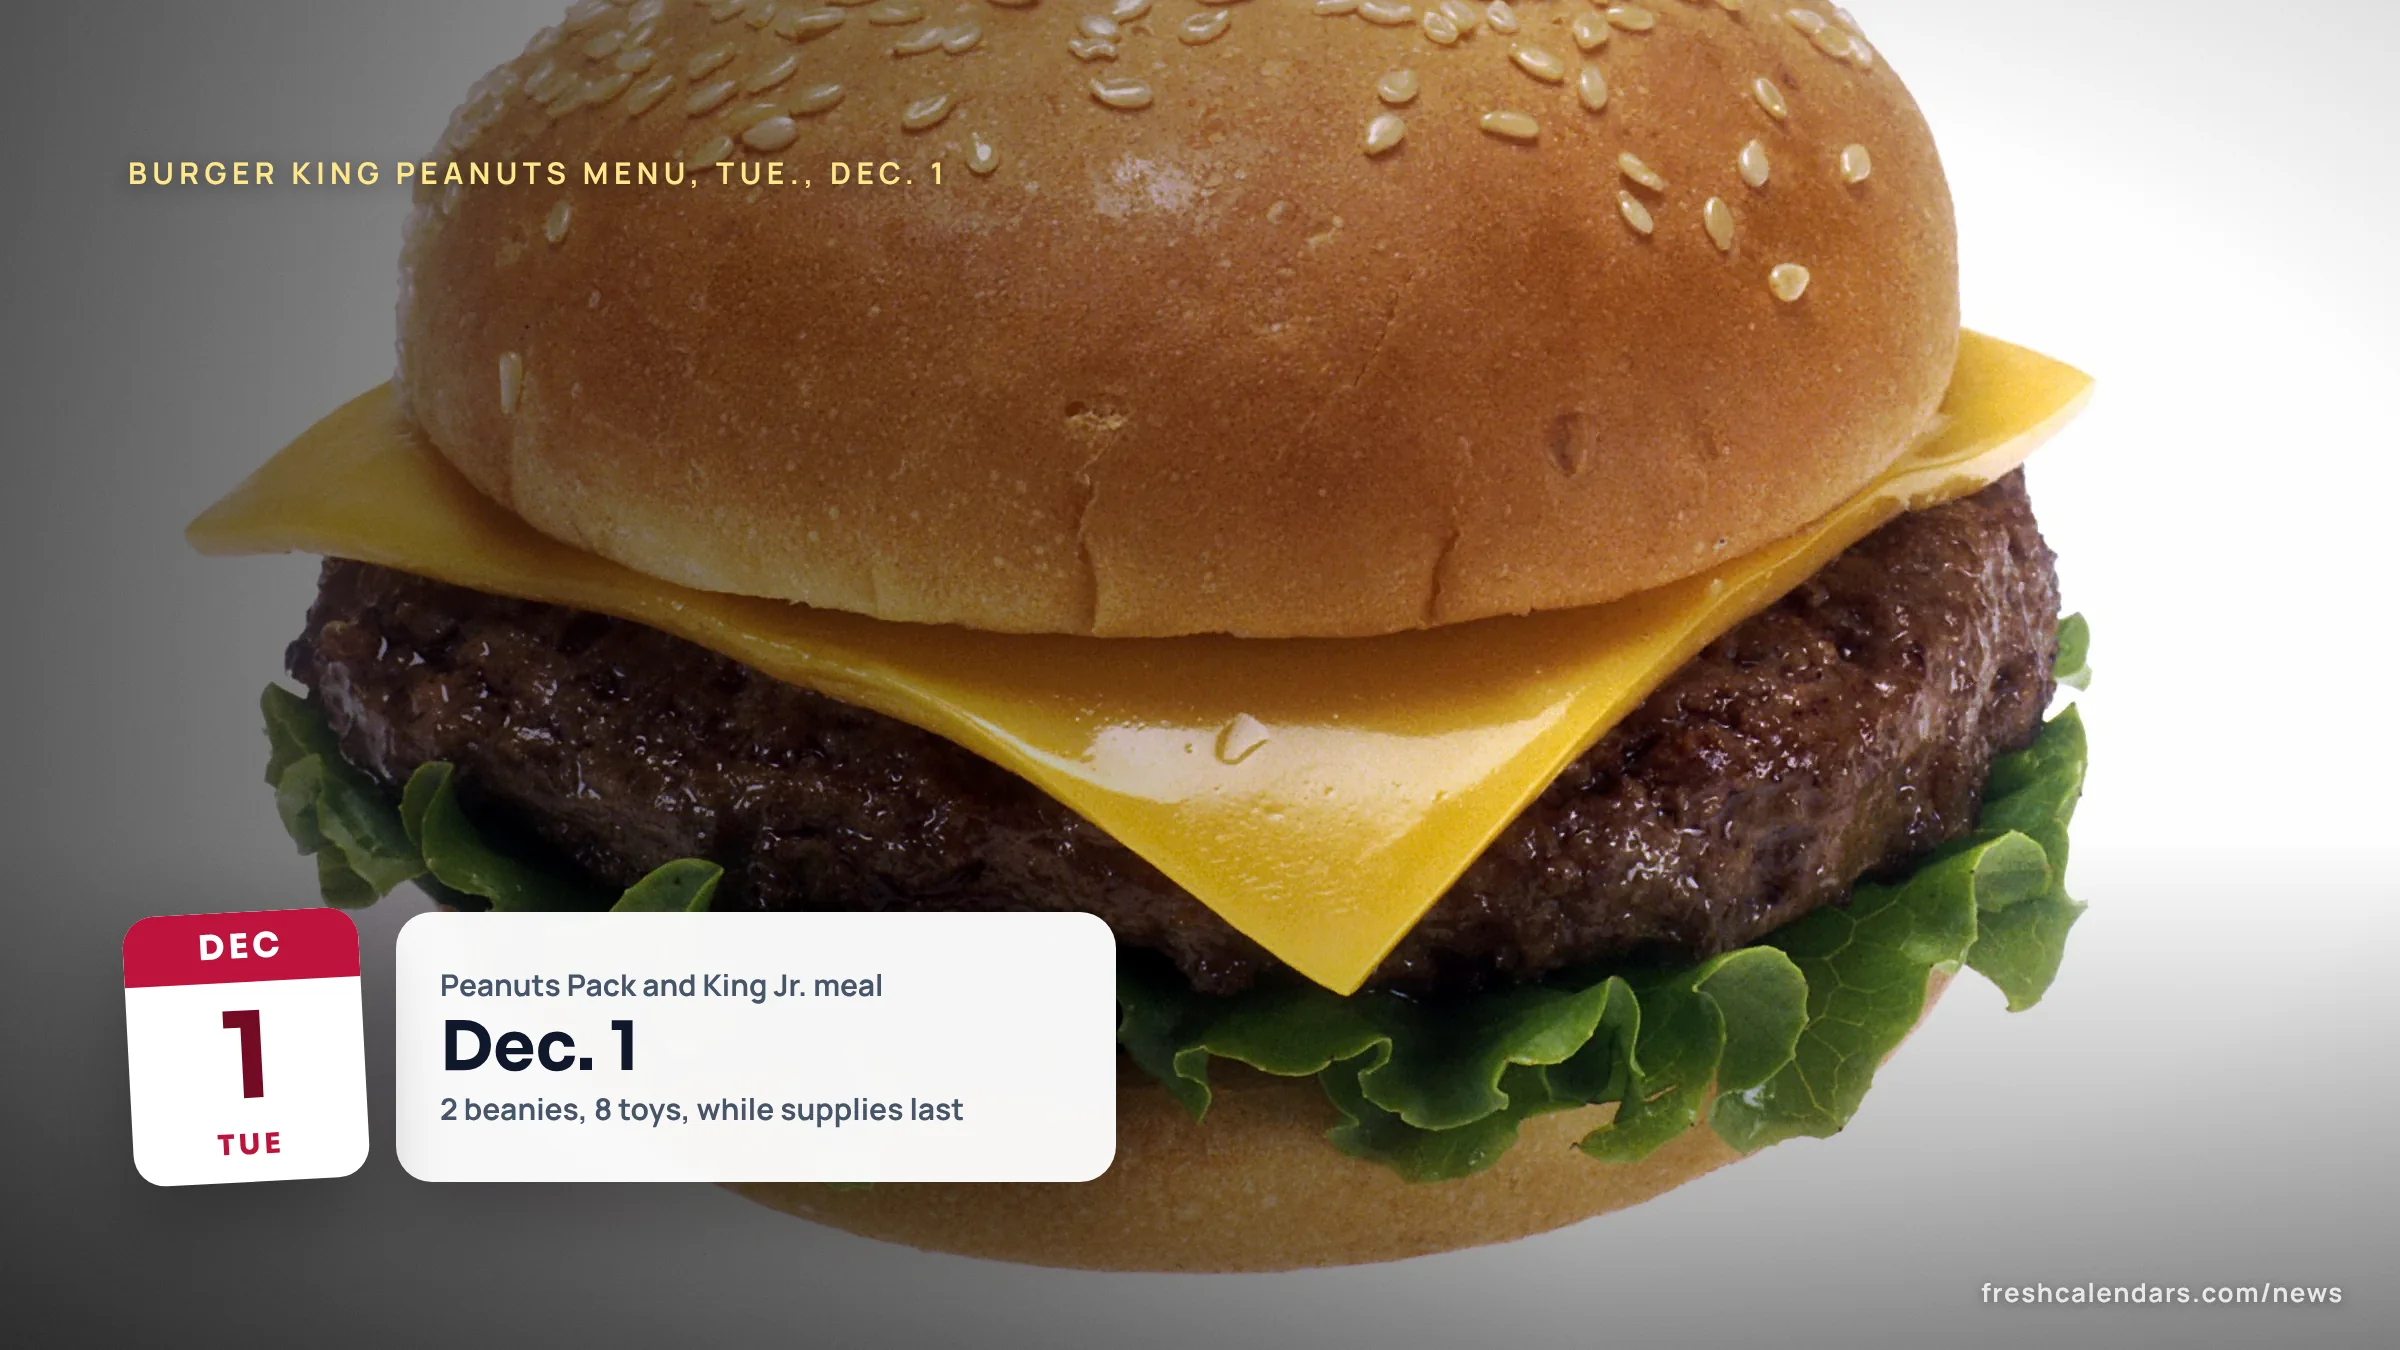 BURGER KING PEANUTS MENU, TUE., DEC. 1
DEC
1
TUE
Peanuts Pack and King Jr. meal
Dec. 1
2 beanies, 8 toys, while supplies last
freshcalendars.com/news